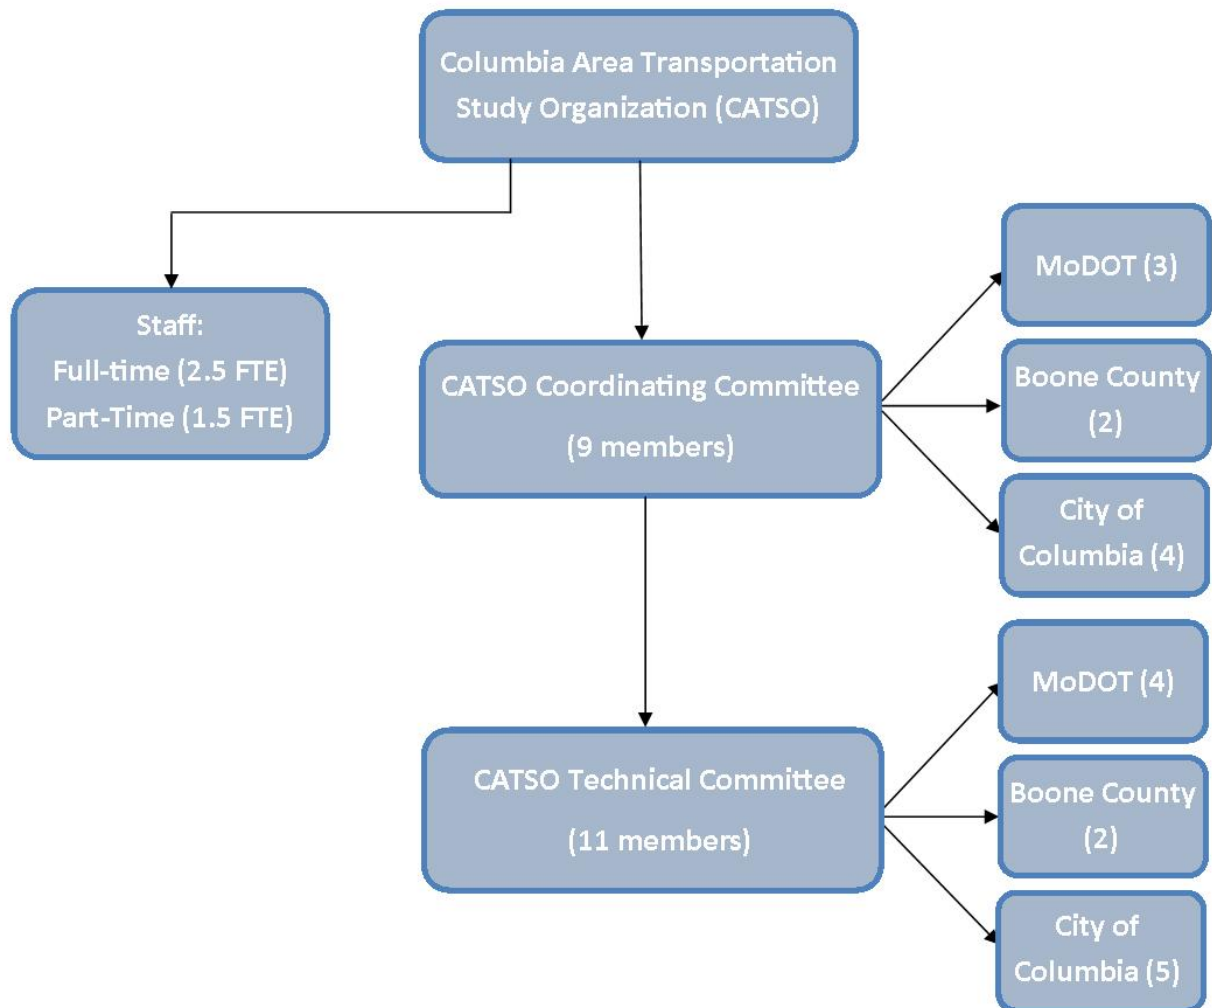 Columbia Area Transportation
Study Organization (CATSO)
Staff:
Full-time (2.5 FTE)
Part-Time (1.5 FTE)
CATSO Coordinating Committee
(9 members)
MoDOT (3)
Boone County
(2)
City of
Columbia (4)
CATSO Technical Committee
(11 members)
MoDOT (4)
Boone County
(2)
City of
Columbia (5)